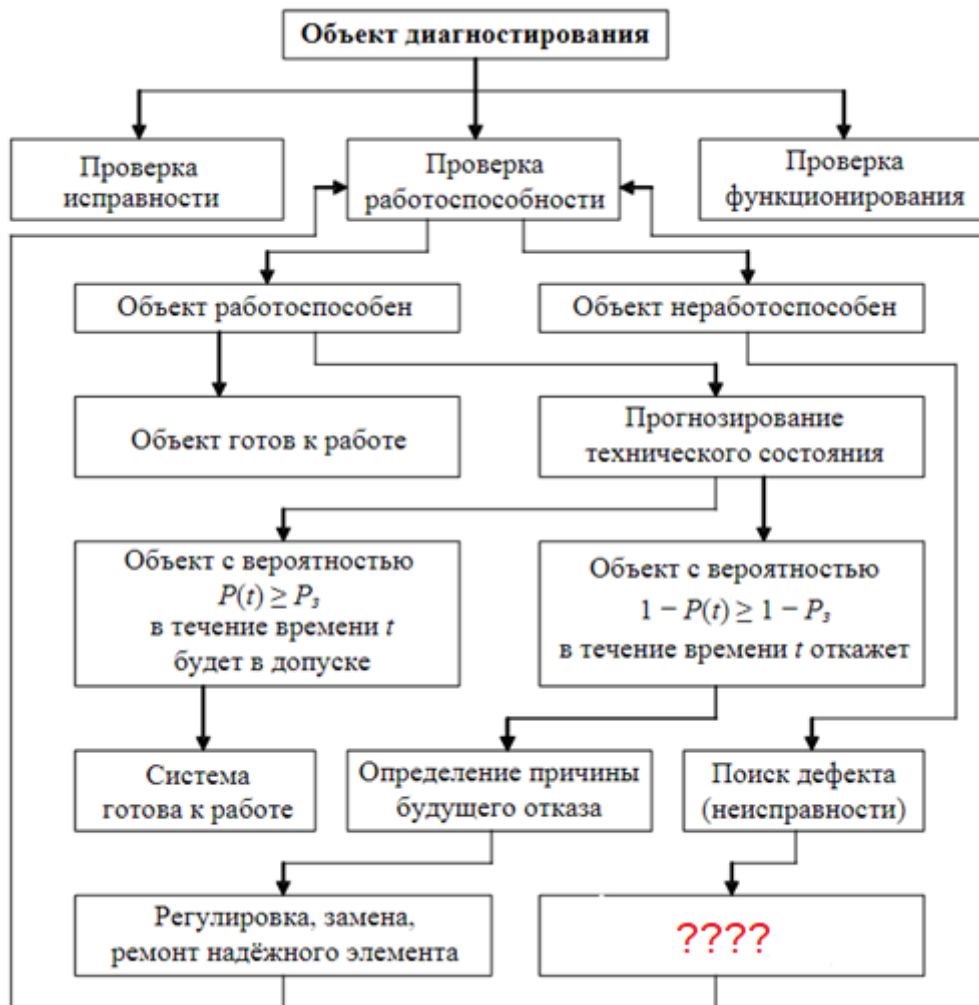 Объект диагностирования
Проверка
исправности
Проверка
работоспособности
Проверка
функционирования
Объект работоспособен
Объект неработоспособен
Объект готов к работе
Прогнозирование
технического состояния
Объект с вероятностью
P(t) ≥ Pз
в течение времени t
будет в допуске
Объект с вероятностью
1 − P(t) ≥ 1 − Pз
в течение времени t откажет
Система
готова к работе
Определение причины
будущего отказа
Поиск дефекта
(неисправности)
Регулировка, замена,
ремонт надёжного элемента
????